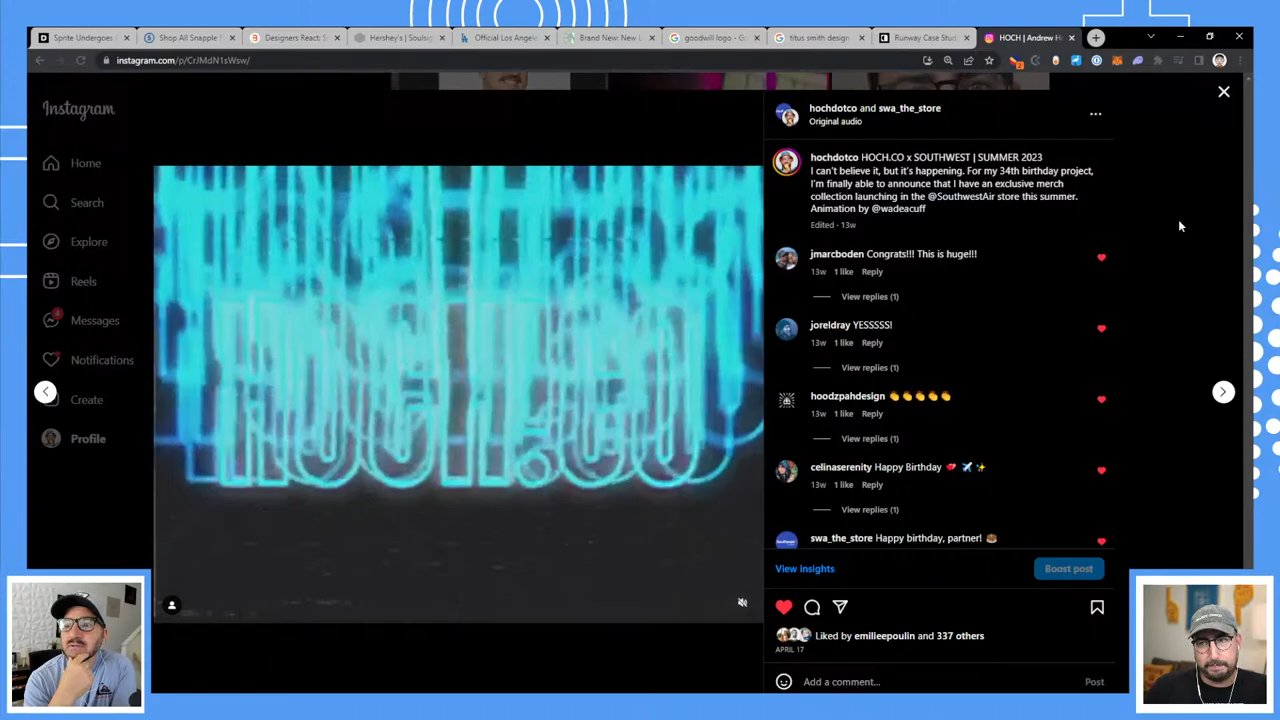 Sprite Undergoes
Shop All Snapple
Designers React: S
Hershey's | Soulsig
Official Los Angele
Brand New: New L
goodwill logo - Go
titus smith design
Runway Case Stud
HOCH | Andrew H
instagram.com/p/CrJMdN1sWsw/
Instagram
Home
Search
Explore
Reels
4
Messages
Notifications
Create
Profile
HOCH.CO
hochdotco and swa_the_store
Original audio
hochdotco HOCH.CO x SOUTHWEST | SUMMER 2023
I can't believe it, but it's happening. For my 34th birthday project,
I'm finally able to announce that I have an exclusive merch
collection launching in the @SouthwestAir store this summer.
Animation by @wadeacuff
Edited · 13w
jmarcboden Congrats!!! This is huge!!!
13w 1 like Reply
View replies (1)
joreldray YESSSSS!
13w 1 like Reply
View replies (1)
hoodzpahdesign 👏👏👏👏👏
13w 1 like Reply
View replies (1)
celinaserenity Happy Birthday 💖 ✈️ ✨
13w 1 like Reply
View replies (1)
swa_the_store Happy birthday, partner! 🎂
View insights
Boost post
Liked by emilieepoulin and 337 others
APRIL 17
Add a comment...
Post